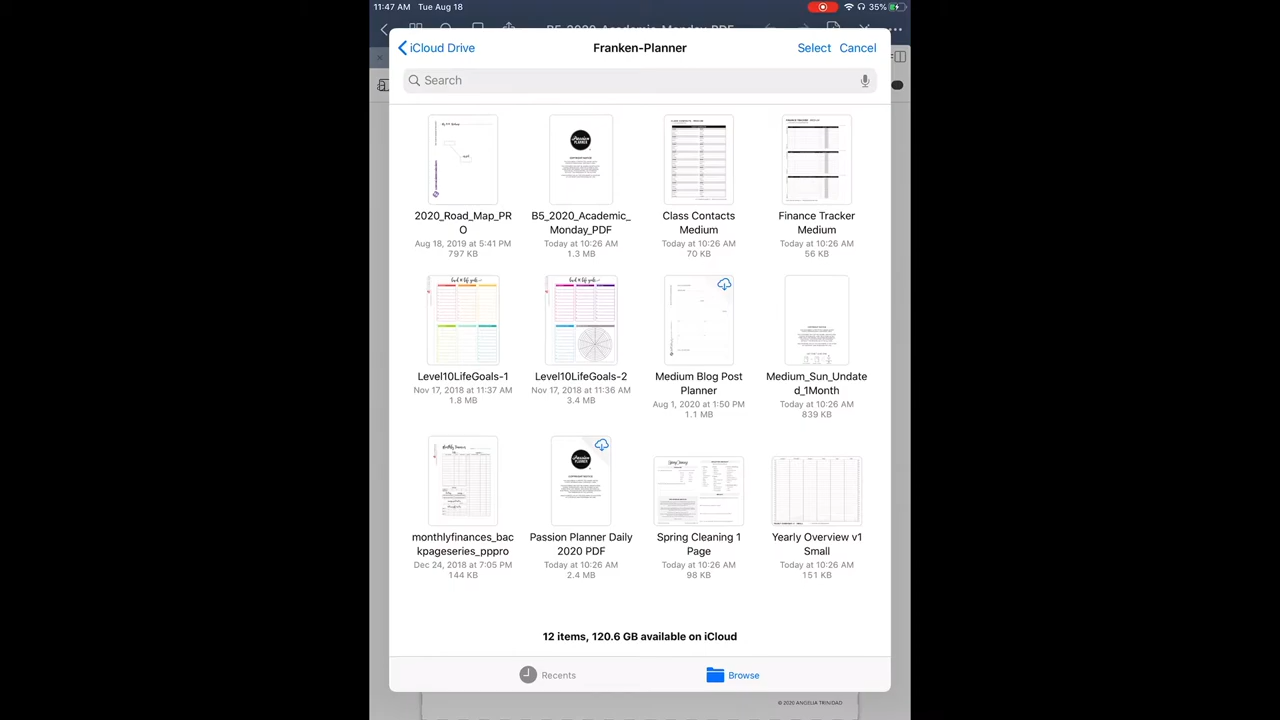 11:47 AM Tue Aug 18
35%
B5_2020_Academic_Monday_PDF
iCloud Drive
Franken-Planner
Select Cancel
Search
2020_Road_Map_PR
O
Aug 18, 2019 at 5:41 PM
797 KB
B5_2020_Academic_
Monday_PDF
Today at 10:26 AM
1.3 MB
Class Contacts
Medium
Today at 10:26 AM
70 KB
Finance Tracker
Medium
Today at 10:26 AM
56 KB
Level10LifeGoals-1
Nov 17, 2018 at 11:37 AM
1.8 MB
Level10LifeGoals-2
Nov 17, 2018 at 11:36 AM
3.4 MB
Medium Blog Post
Planner
Aug 1, 2020 at 1:50 PM
1.1 MB
Medium_Sun_Undate
d_1Month
Today at 10:26 AM
839 KB
monthlyfinances_bac
kpageseries_pppro
Dec 24, 2018 at 7:05 PM
144 KB
Passion Planner Daily
2020 PDF
Today at 10:26 AM
2.4 MB
Spring Cleaning 1
Page
Today at 10:26 AM
98 KB
Yearly Overview v1
Small
Today at 10:26 AM
151 KB
12 items, 120.6 GB available on iCloud
Recents
Browse
© 2020 ANGELIA TRINIDAD